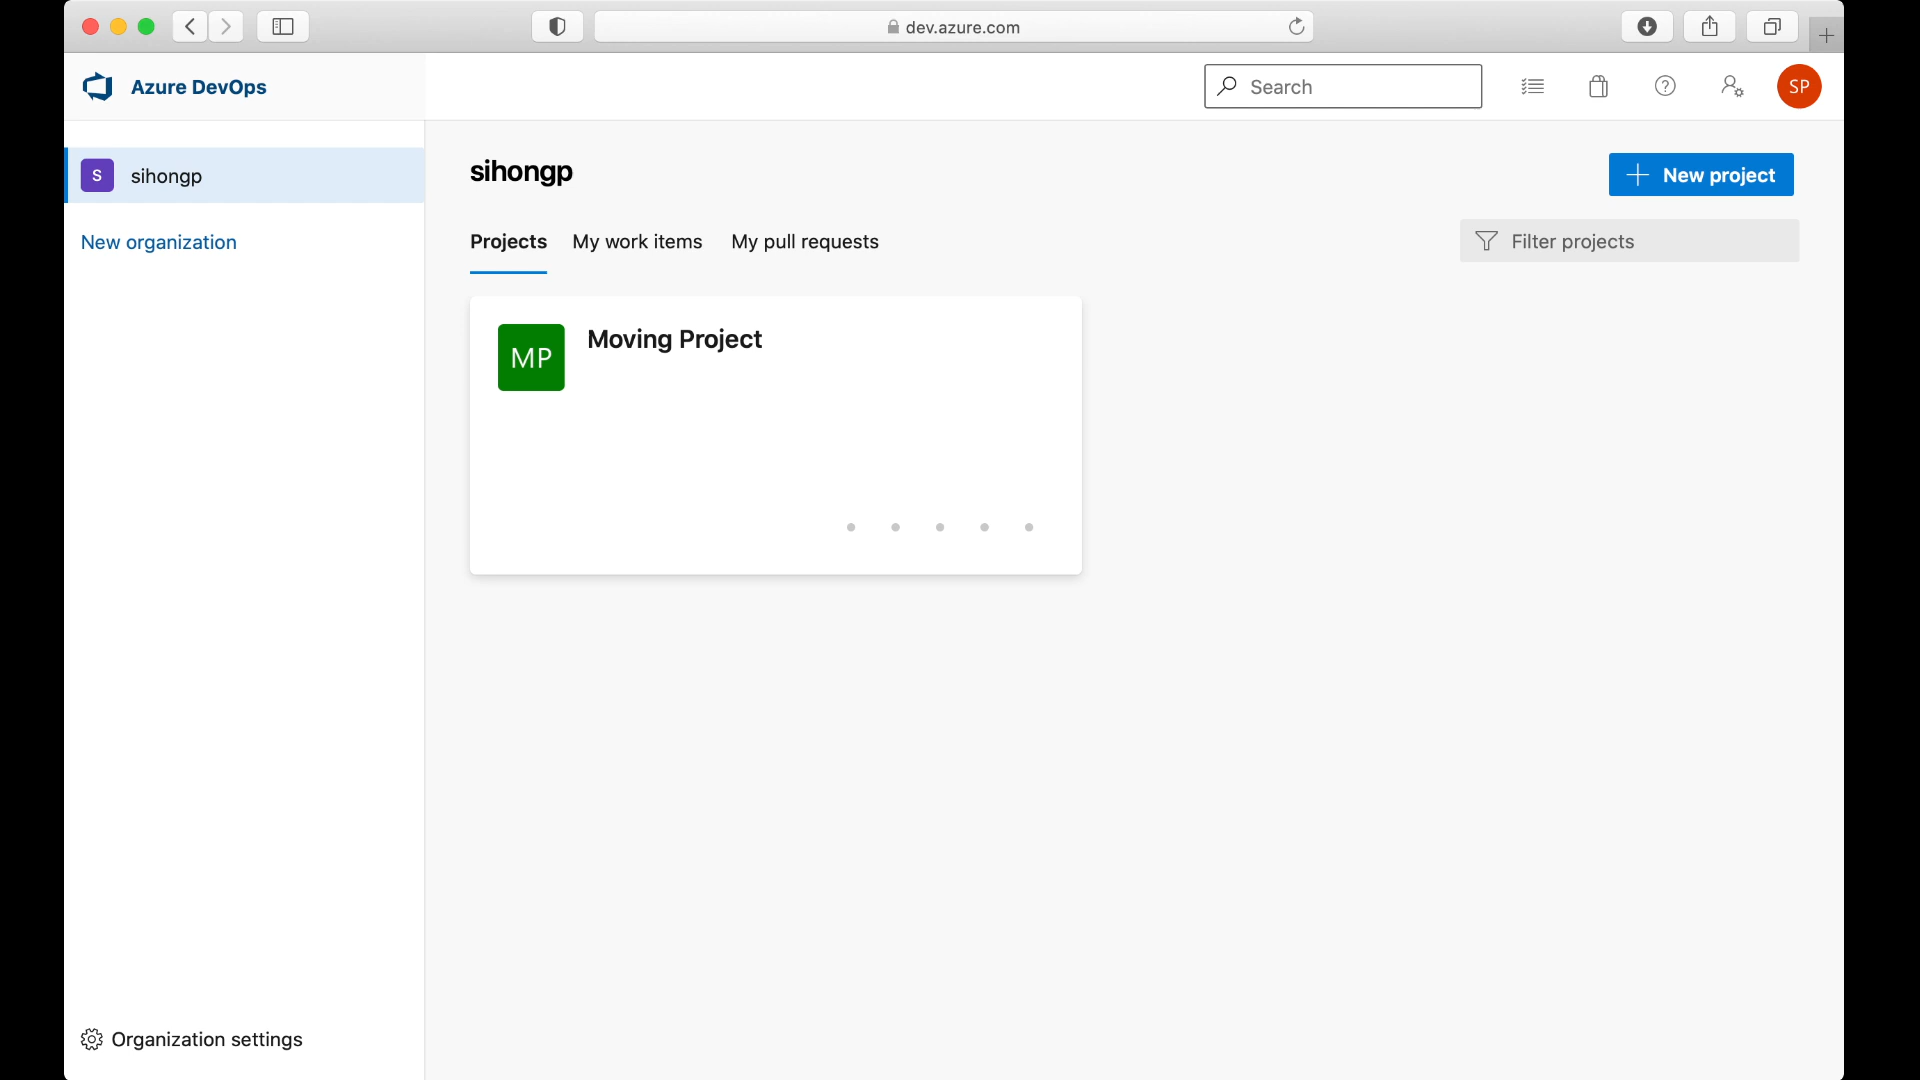 dev.azure.com
Azure DevOps
Search
SP
S sihongp
New organization
sihongp
New project
Projects My work items My pull requests
Filter projects
MP Moving Project
Organization settings